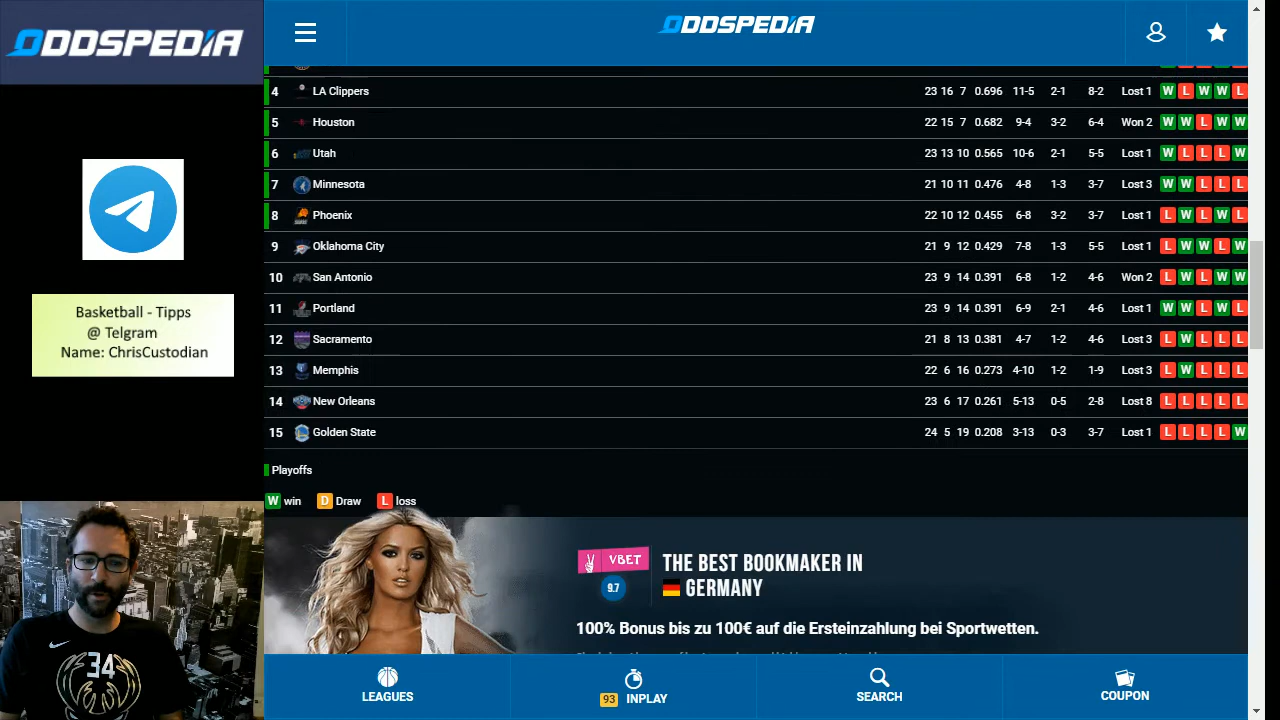 ODDSPEDIA
ODDSPEDIA
4 LA Clippers 23 16 7 0.696 11-5 2-1 8-2 Lost 1 W L W W L
5 Houston 22 15 7 0.682 9-4 3-2 6-4 Won 2 W W L W W
6 Utah 23 13 10 0.565 10-6 2-1 5-5 Lost 1 W L L L W
7 Minnesota 21 10 11 0.476 4-8 1-3 3-7 Lost 3 W W L L L
8 Phoenix 22 10 12 0.455 6-8 3-2 3-7 Lost 1 L W L W L
9 Oklahoma City 21 9 12 0.429 7-8 1-3 5-5 Lost 1 L W W L W
10 San Antonio 23 9 14 0.391 6-8 1-2 4-6 Won 2 L W L W W
11 Portland 23 9 14 0.391 6-9 2-1 4-6 Lost 1 W W L W L
12 Sacramento 21 8 13 0.381 4-7 1-2 4-6 Lost 3 L W L L L
13 Memphis 22 6 16 0.273 4-10 1-2 1-9 Lost 3 L W L L L
14 New Orleans 23 6 17 0.261 5-13 0-5 2-8 Lost 8 L L L L L
15 Golden State 24 5 19 0.208 3-13 0-3 3-7 Lost 1 L L L L W
Playoffs
W win D Draw L loss
Basketball - Tipps
@ Telgram
Name: ChrisCustodian
VBET
9.7
THE BEST BOOKMAKER IN
GERMANY
100% Bonus bis zu 100€ auf die Ersteinzahlung bei Sportwetten.
34
LEAGUES
93 INPLAY
SEARCH
COUPON